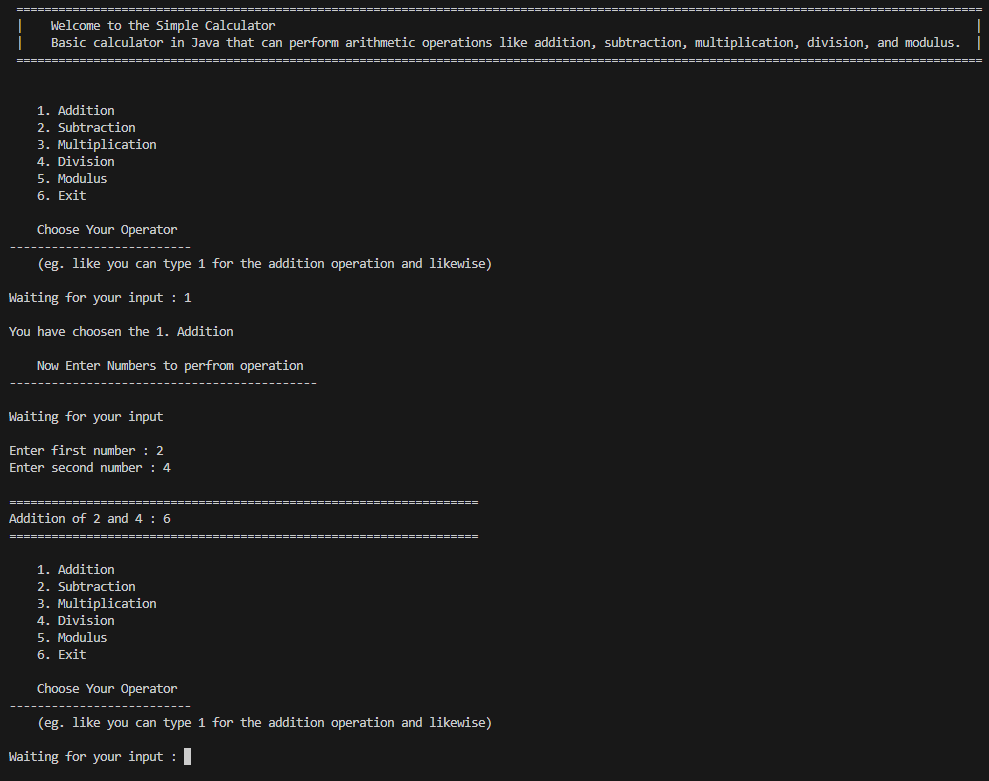 ==========================================================================================================================================
|    Welcome to the Simple Calculator    |
|    Basic calculator in Java that can perform arithmetic operations like addition, subtraction, multiplication, division, and modulus.  |
==========================================================================================================================================
1. Addition
2. Subtraction
3. Multiplication
4. Division
5. Modulus
6. Exit
Choose Your Operator
--------------------------
(eg. like you can type 1 for the addition operation and likewise)
Waiting for your input : 1
You have choosen the 1. Addition
Now Enter Numbers to perfrom operation
--------------------------------------------
Waiting for your input
Enter first number : 2
Enter second number : 4
===================================================================
Addition of 2 and 4 : 6
===================================================================
1. Addition
2. Subtraction
3. Multiplication
4. Division
5. Modulus
6. Exit
Choose Your Operator
--------------------------
(eg. like you can type 1 for the addition operation and likewise)
Waiting for your input :